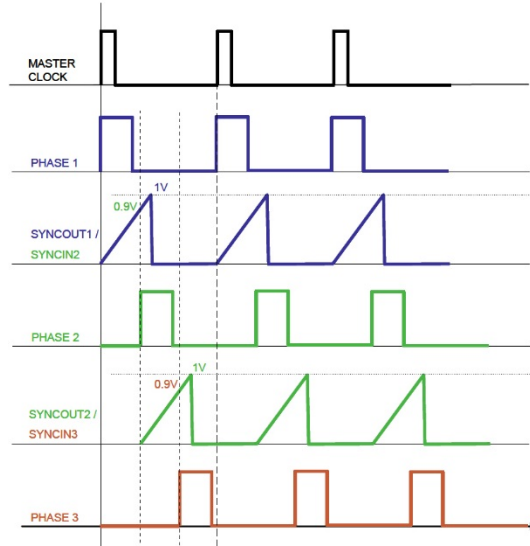 MASTER
CLOCK
PHASE 1
1V
0.9V
SYNCOUT1 /
SYNCIN2
PHASE 2
1V
0.9V
SYNCOUT2 /
SYNCIN3
PHASE 3